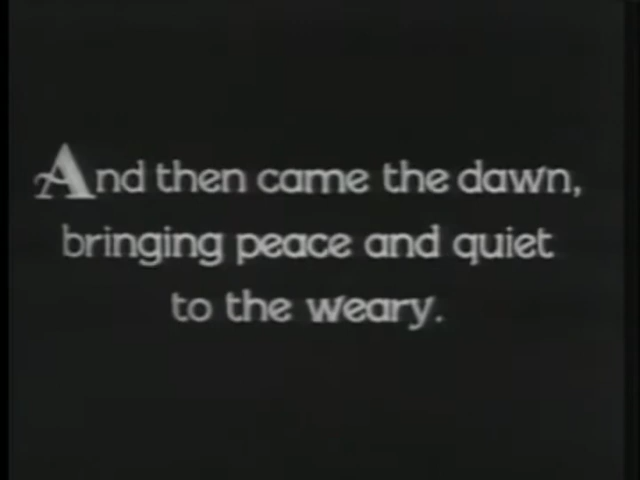 And then came the dawn,
bringing peace and quiet
to the weary.